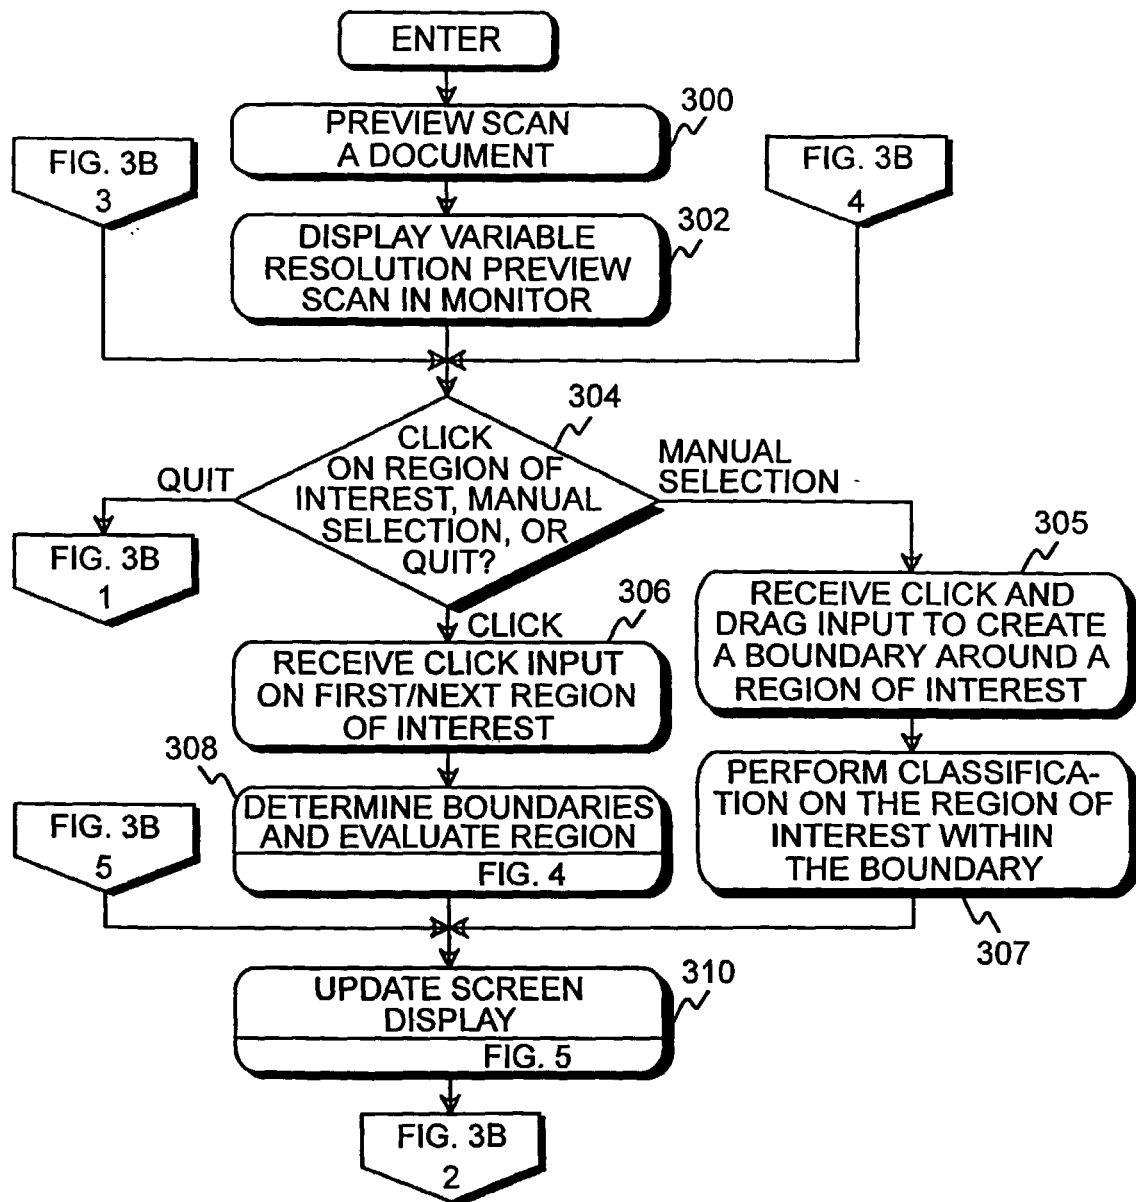 ENTER
300
PREVIEW SCAN
A DOCUMENT
FIG. 3B
3
FIG. 3B
4
302
DISPLAY VARIABLE
RESOLUTION PREVIEW
SCAN IN MONITOR
304
CLICK
ON REGION OF
INTEREST, MANUAL
SELECTION, OR
QUIT?
QUIT
MANUAL
SELECTION
FIG. 3B
1
305
RECEIVE CLICK AND
DRAG INPUT TO CREATE
A BOUNDARY AROUND A
REGION OF INTEREST
CLICK
306
RECEIVE CLICK INPUT
ON FIRST/NEXT REGION
OF INTEREST
308
DETERMINE BOUNDARIES
AND EVALUATE REGION
FIG. 4
PERFORM CLASSIFICA-
TION ON THE REGION OF
INTEREST WITHIN
THE BOUNDARY
307
FIG. 3B
5
310
UPDATE SCREEN
DISPLAY
FIG. 5
FIG. 3B
2